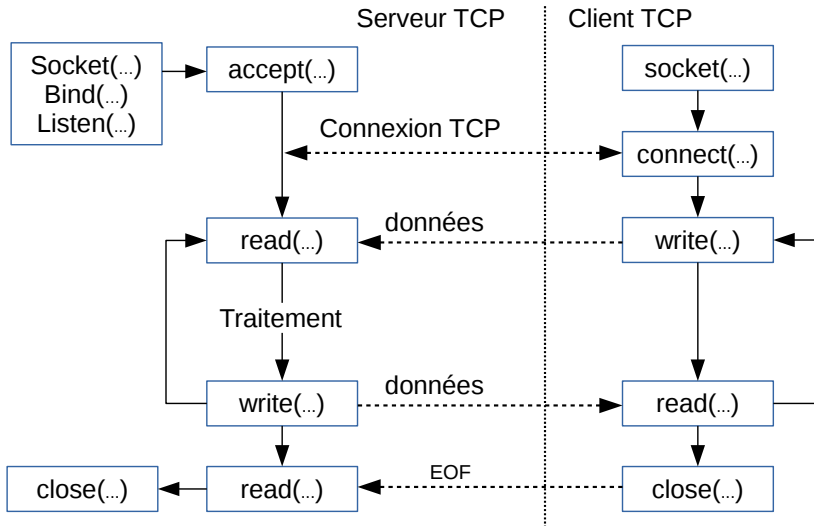 Serveur TCP
Client TCP
Socket(...)
Bind(...)
Listen(...)
accept(...)
socket(...)
Connexion TCP
connect(...)
read(...)
données
write(...)
Traitement
write(...)
données
read(...)
close(...)
read(...)
EOF
close(...)